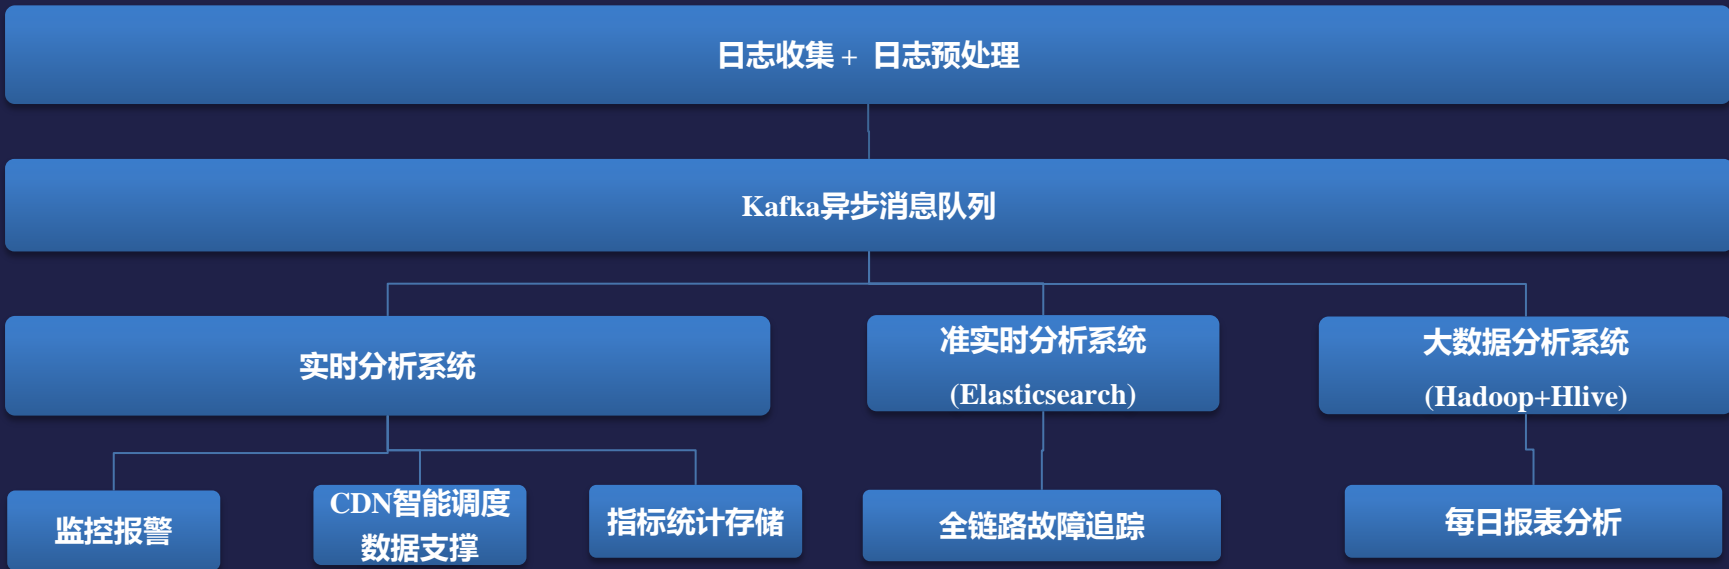 日志收集 + 日志预处理
Kafka异步消息队列
实时分析系统
准实时分析系统
(Elasticsearch)
大数据分析系统
(Hadoop+Hlive)
监控报警
CDN智能调度
数据支撑
指标统计存储
全链路故障追踪
每日报表分析